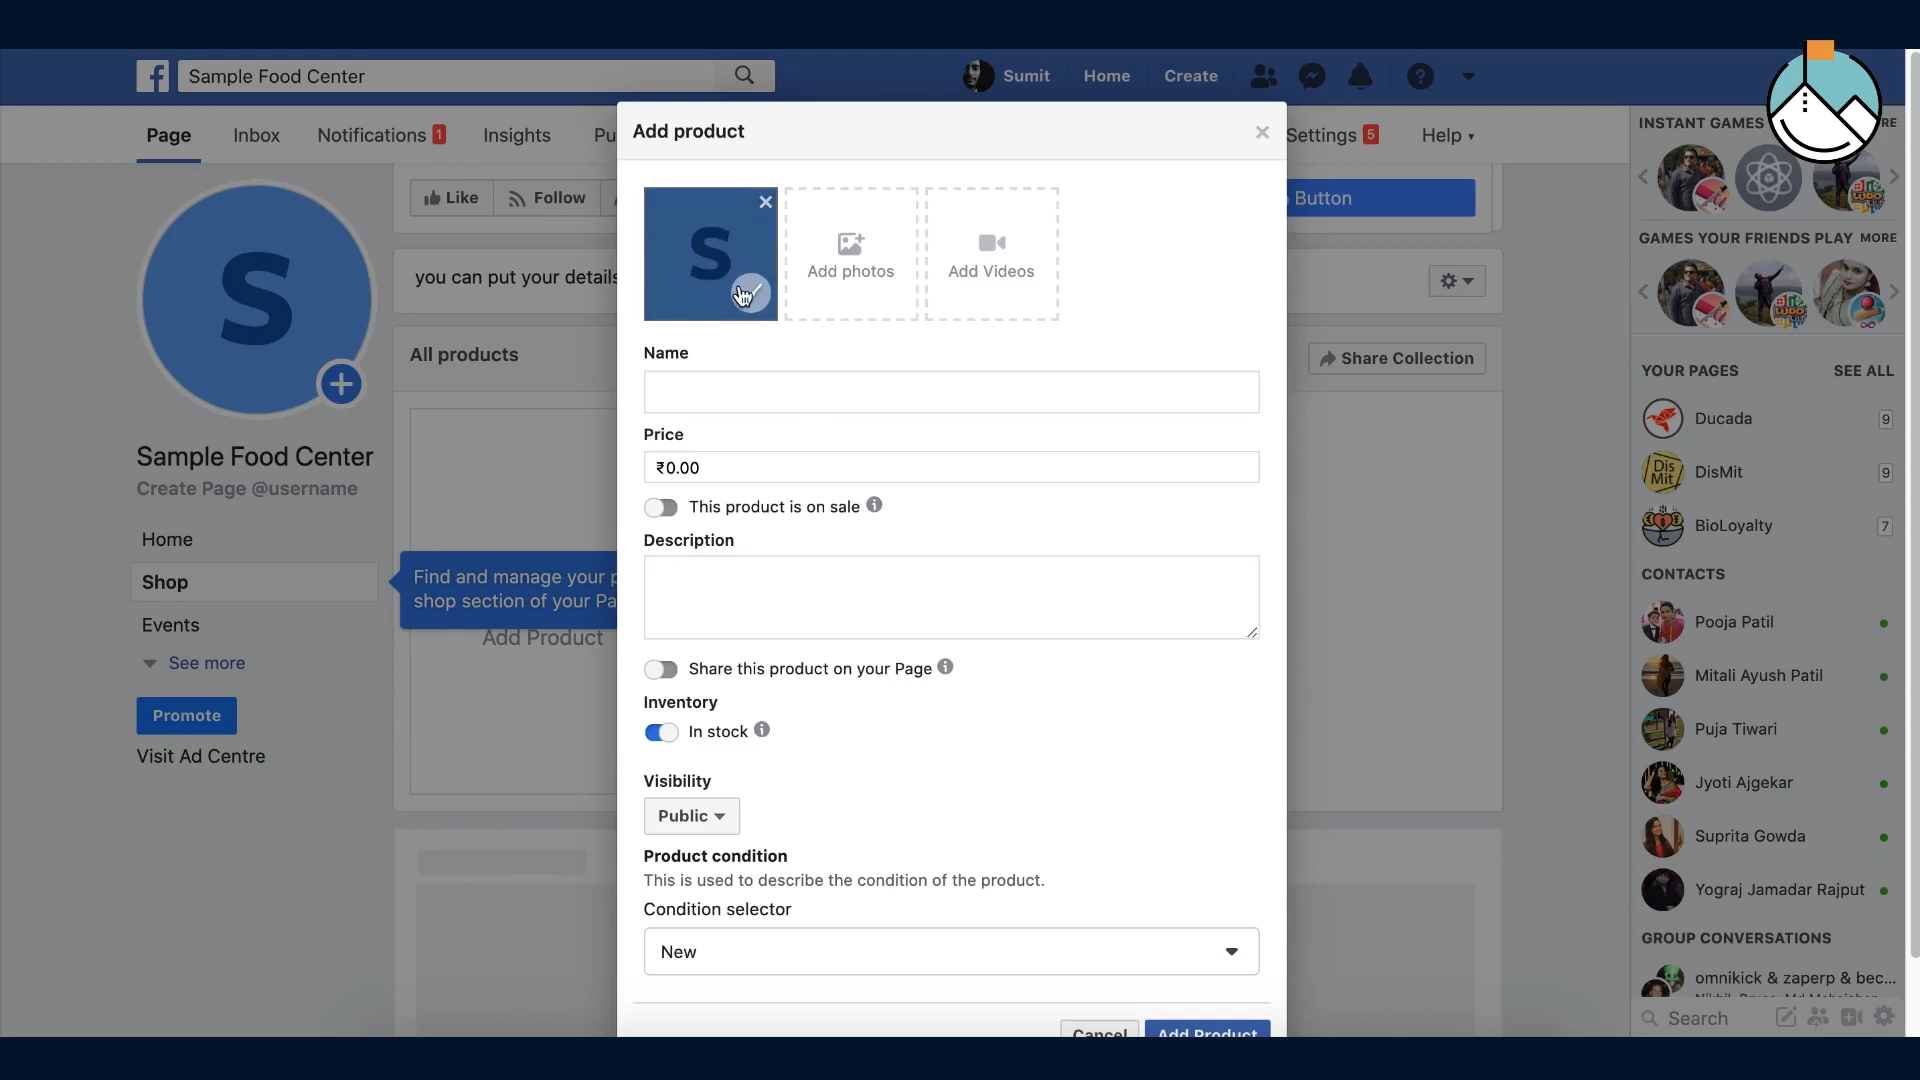 Sample Food Center
Sumit
Home
Create
Page
Inbox
Notifications 1
Insights
Pu
Settings 5
Help
Add product
Add photos
Add Videos
Name
Price
₹0.00
This product is on sale
Description
Share this product on your Page
Inventory
In stock
Visibility
Public
Product condition
This is used to describe the condition of the product.
Condition selector
New
Cancel
Add Product
Like
Follow
Button
you can put your details
All products
Share Collection
S
S
Sample Food Center
Create Page @username
Home
Shop
Events
See more
Promote
Visit Ad Centre
Find and manage your p
shop section of your Pa
Add Product
INSTANT GAMES
RE
GAMES YOUR FRIENDS PLAY MORE
YOUR PAGES
SEE ALL
Ducada 9
Dis
Mit
DisMit 9
BioLoyalty 7
CONTACTS
Pooja Patil
Mitali Ayush Patil
Puja Tiwari
Jyoti Ajgekar
Suprita Gowda
Yograj Jamadar Rajput
GROUP CONVERSATIONS
omnikick & zaperp & bec...
Search